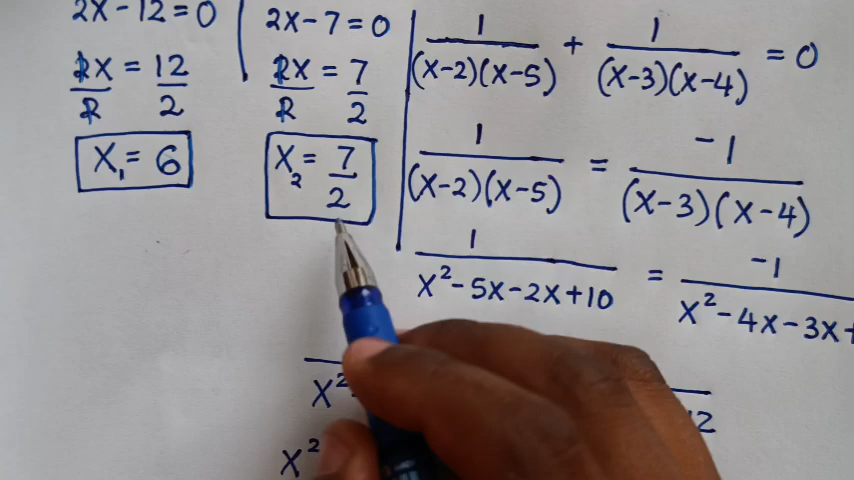 2X - 12 = 0
2X/2 = 12/2
X₁ = 6
2X - 7 = 0
2X/2 = 7/2
X₂ = 7/2
1/((X-2)(X-5)) + 1/((X-3)(X-4)) = 0
1/((X-2)(X-5)) = -1/((X-3)(X-4))
1/(X² - 5X - 2X + 10) = -1/(X² - 4X - 3X +
X²
X²